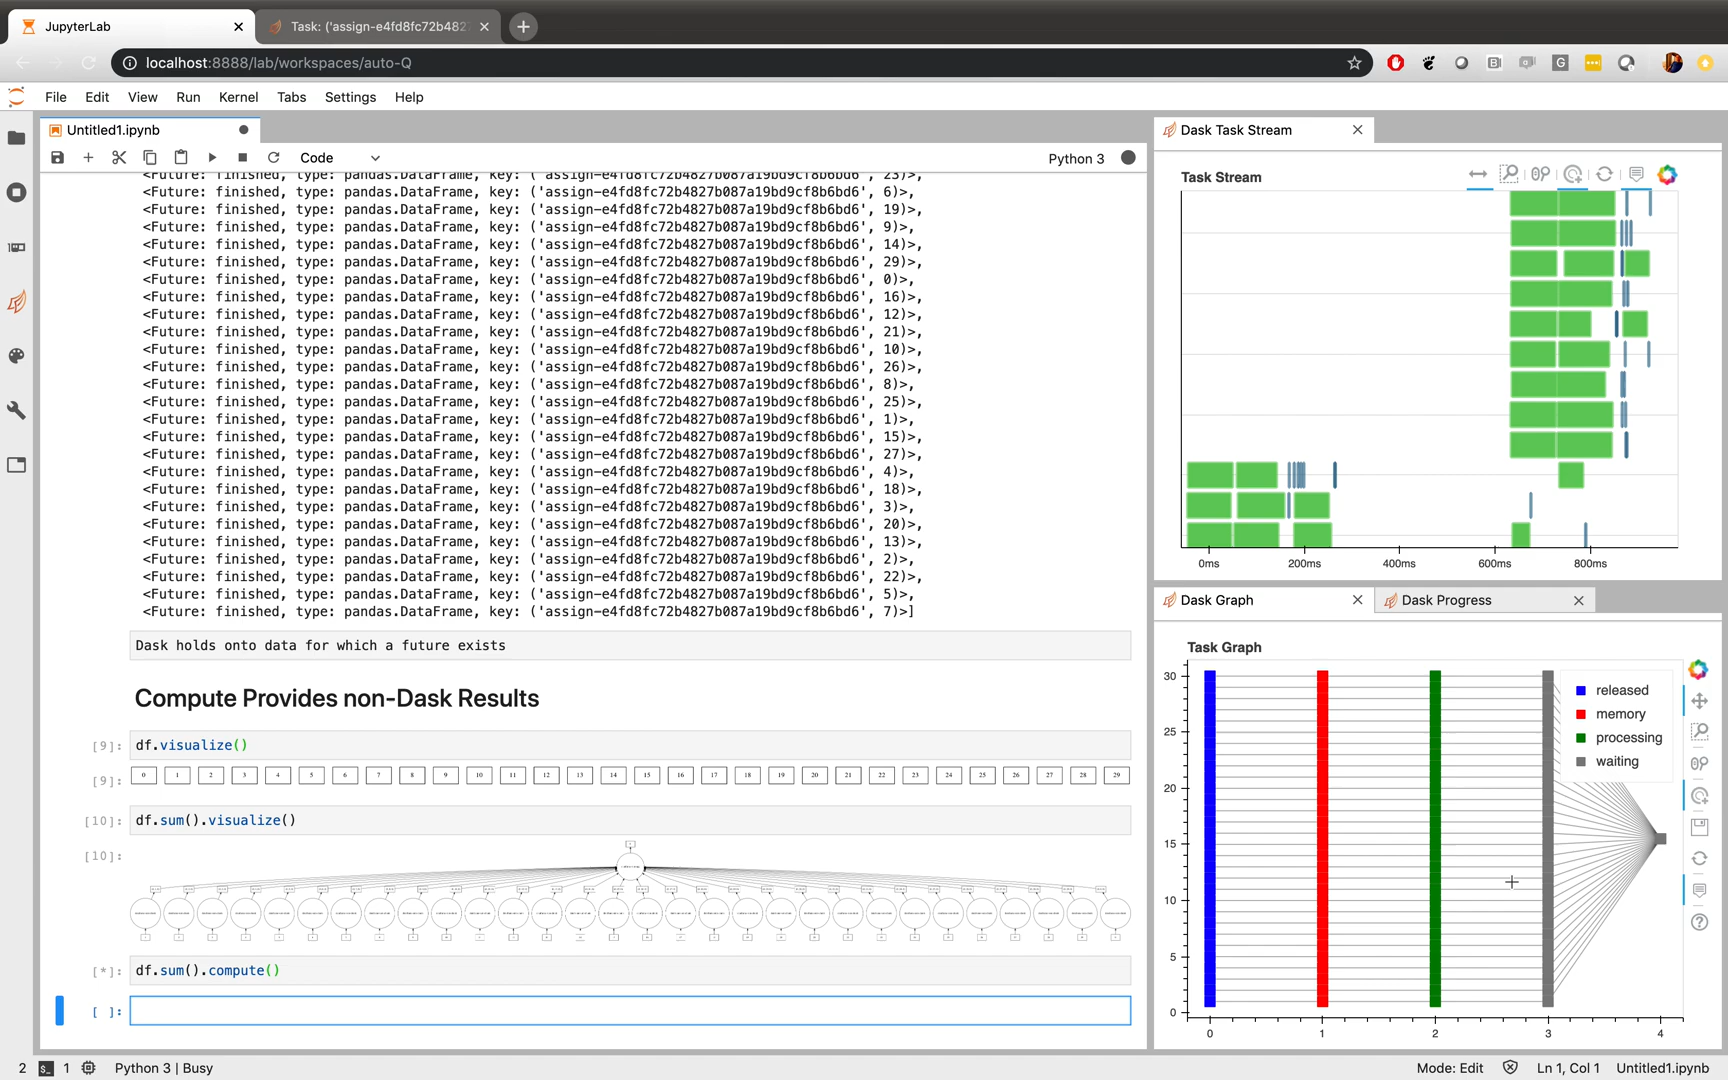 JupyterLab
Task: ('assign-e4fd8fc72b4827
localhost:8888/lab/workspaces/auto-Q
File Edit View Run Kernel Tabs Settings Help
Untitled1.ipynb
Code
Python 3
<Future: finished, type: pandas.DataFrame, key: ('assign-e4fd8fc72b4827b087a19bd9cf8b6bd6', 23)>,
<Future: finished, type: pandas.DataFrame, key: ('assign-e4fd8fc72b4827b087a19bd9cf8b6bd6', 6)>,
<Future: finished, type: pandas.DataFrame, key: ('assign-e4fd8fc72b4827b087a19bd9cf8b6bd6', 19)>,
<Future: finished, type: pandas.DataFrame, key: ('assign-e4fd8fc72b4827b087a19bd9cf8b6bd6', 9)>,
<Future: finished, type: pandas.DataFrame, key: ('assign-e4fd8fc72b4827b087a19bd9cf8b6bd6', 14)>,
<Future: finished, type: pandas.DataFrame, key: ('assign-e4fd8fc72b4827b087a19bd9cf8b6bd6', 29)>,
<Future: finished, type: pandas.DataFrame, key: ('assign-e4fd8fc72b4827b087a19bd9cf8b6bd6', 0)>,
<Future: finished, type: pandas.DataFrame, key: ('assign-e4fd8fc72b4827b087a19bd9cf8b6bd6', 16)>,
<Future: finished, type: pandas.DataFrame, key: ('assign-e4fd8fc72b4827b087a19bd9cf8b6bd6', 12)>,
<Future: finished, type: pandas.DataFrame, key: ('assign-e4fd8fc72b4827b087a19bd9cf8b6bd6', 21)>,
<Future: finished, type: pandas.DataFrame, key: ('assign-e4fd8fc72b4827b087a19bd9cf8b6bd6', 10)>,
<Future: finished, type: pandas.DataFrame, key: ('assign-e4fd8fc72b4827b087a19bd9cf8b6bd6', 26)>,
<Future: finished, type: pandas.DataFrame, key: ('assign-e4fd8fc72b4827b087a19bd9cf8b6bd6', 8)>,
<Future: finished, type: pandas.DataFrame, key: ('assign-e4fd8fc72b4827b087a19bd9cf8b6bd6', 25)>,
<Future: finished, type: pandas.DataFrame, key: ('assign-e4fd8fc72b4827b087a19bd9cf8b6bd6', 1)>,
<Future: finished, type: pandas.DataFrame, key: ('assign-e4fd8fc72b4827b087a19bd9cf8b6bd6', 15)>,
<Future: finished, type: pandas.DataFrame, key: ('assign-e4fd8fc72b4827b087a19bd9cf8b6bd6', 27)>,
<Future: finished, type: pandas.DataFrame, key: ('assign-e4fd8fc72b4827b087a19bd9cf8b6bd6', 4)>,
<Future: finished, type: pandas.DataFrame, key: ('assign-e4fd8fc72b4827b087a19bd9cf8b6bd6', 18)>,
<Future: finished, type: pandas.DataFrame, key: ('assign-e4fd8fc72b4827b087a19bd9cf8b6bd6', 3)>,
<Future: finished, type: pandas.DataFrame, key: ('assign-e4fd8fc72b4827b087a19bd9cf8b6bd6', 20)>,
<Future: finished, type: pandas.DataFrame, key: ('assign-e4fd8fc72b4827b087a19bd9cf8b6bd6', 13)>,
<Future: finished, type: pandas.DataFrame, key: ('assign-e4fd8fc72b4827b087a19bd9cf8b6bd6', 2)>,
<Future: finished, type: pandas.DataFrame, key: ('assign-e4fd8fc72b4827b087a19bd9cf8b6bd6', 22)>,
<Future: finished, type: pandas.DataFrame, key: ('assign-e4fd8fc72b4827b087a19bd9cf8b6bd6', 5)>,
<Future: finished, type: pandas.DataFrame, key: ('assign-e4fd8fc72b4827b087a19bd9cf8b6bd6', 7)>]
Dask holds onto data for which a future exists
Compute Provides non-Dask Results
[9]: df.visualize()
[9]: 0 1 2 3 4 5 6 7 8 9 10 11 12 13 14 15 16 17 18 19 20 21 22 23 24 25 26 27 28 29
[10]: df.sum().visualize()
[10]:
[*]: df.sum().compute()
[ ]:
Dask Task Stream
Task Stream
0ms 200ms 400ms 600ms 800ms
Dask Graph
Dask Progress
Task Graph
released
memory
processing
waiting
30
25
20
15
10
5
0
0 1 2 3 4
2 1 Python 3 | Busy
Mode: Edit Ln 1, Col 1 Untitled1.ipynb